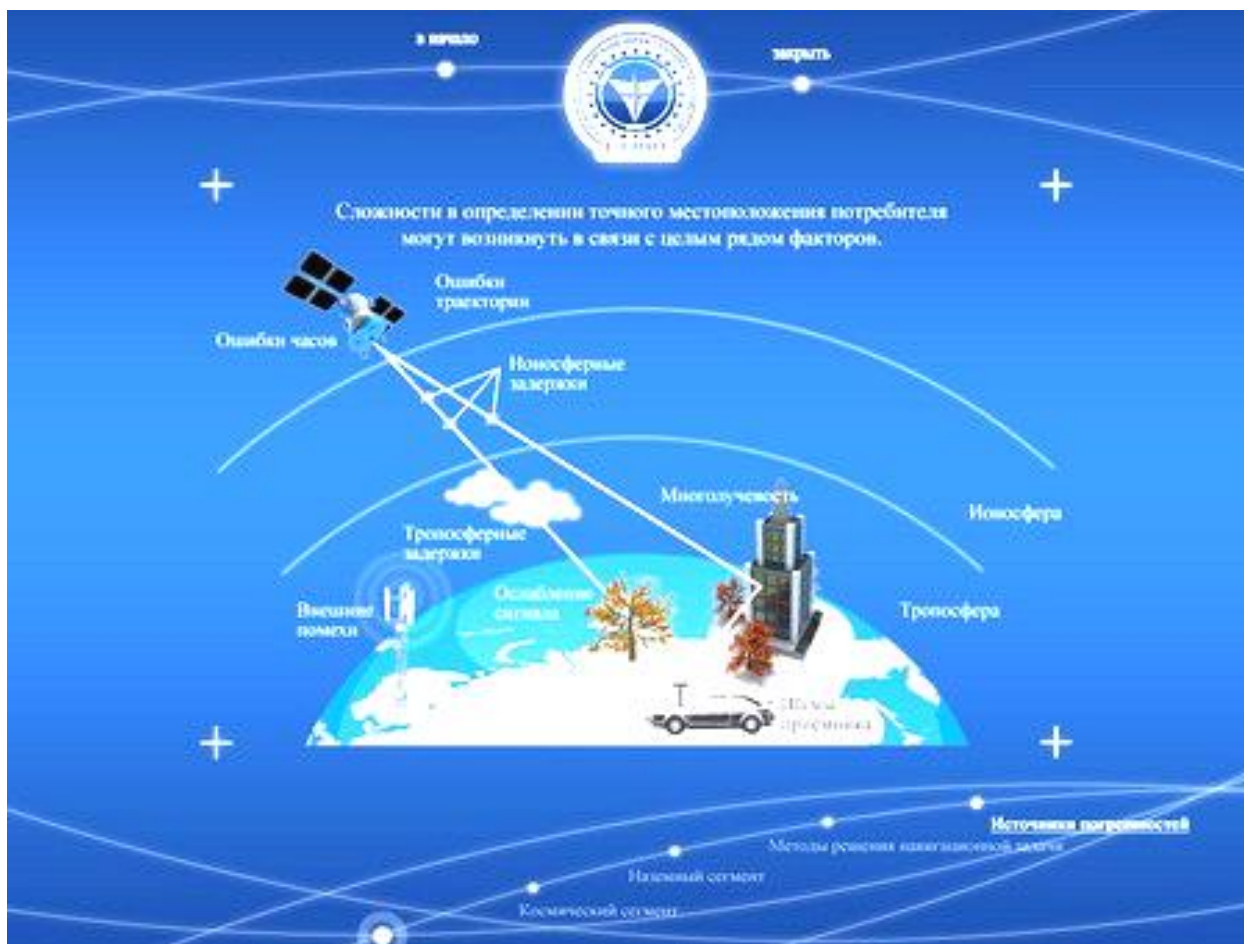 в начало
закрыть
Сложности в определении точного местоположения потребителя
могут возникнуть в связи с целым рядом факторов.
Ошибки
траектории
Ошибки часов
Ионосферные
задержки
Многолучевость
Ионосфера
Тропосферные
задержки
Ослабление
сигнала
Внешние
помехи
Тропосфера
Шумы
приёмника
Источники погрешностей
Методы решения навигационной задачи
Наземный сегмент
Космический сегмент